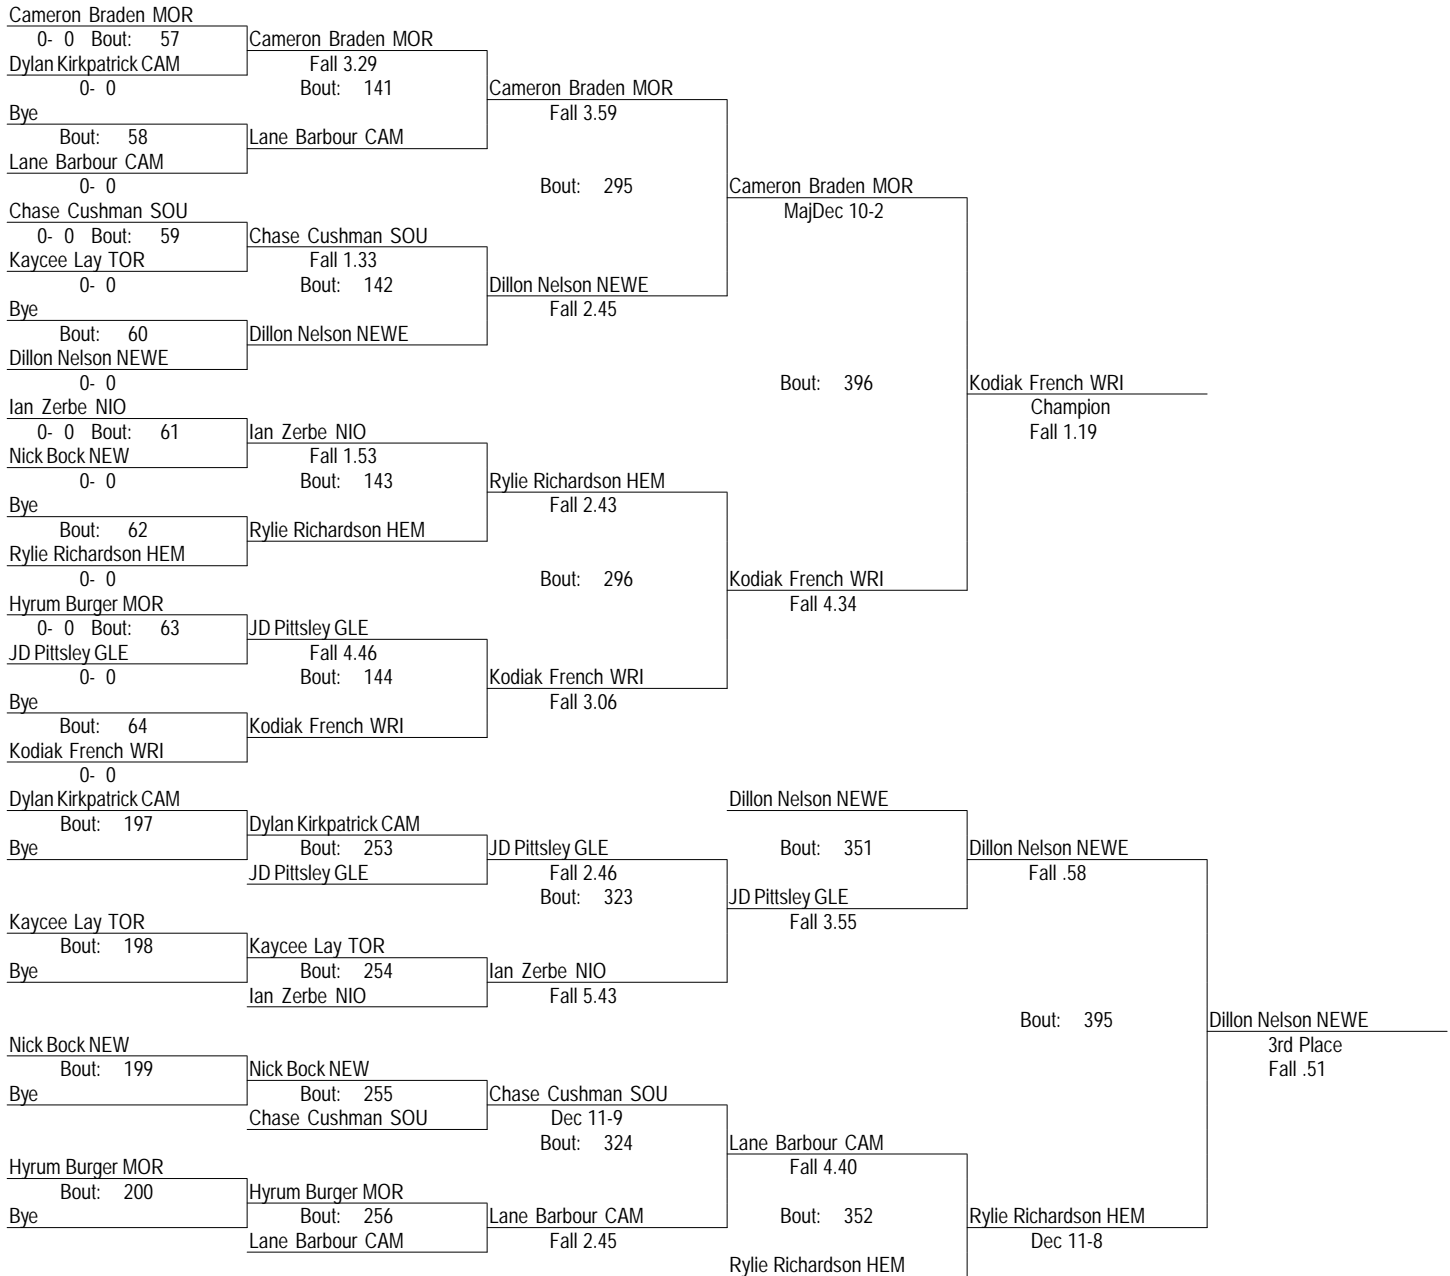 Cameron Braden MOR
0- 0 Bout: 57 Cameron Braden MOR
Dylan Kirkpatrick CAM Fall 3.29
0- 0 Bout: 141 Cameron Braden MOR
Bye Fall 3.59
Bout: 58 Lane Barbour CAM
Lane Barbour CAM
0- 0 Bout: 295 Cameron Braden MOR
Chase Cushman SOU MajDec 10-2
0- 0 Bout: 59 Chase Cushman SOU
Kaycee Lay TOR Fall 1.33
0- 0 Bout: 142 Dillon Nelson NEWE
Bye Fall 2.45
Bout: 60 Dillon Nelson NEWE
Dillon Nelson NEWE
0- 0 Bout: 396 Kodiak French WRI
Ian Zerbe NIO Champion
0- 0 Bout: 61 Ian Zerbe NIO Fall 1.19
Nick Bock NEW Fall 1.53
0- 0 Bout: 143 Rylie Richardson HEM
Bye Fall 2.43
Bout: 62 Rylie Richardson HEM
Rylie Richardson HEM
0- 0 Bout: 296 Kodiak French WRI
Hyrum Burger MOR Fall 4.34
0- 0 Bout: 63 JD Pittsley GLE
JD Pittsley GLE Fall 4.46
0- 0 Bout: 144 Kodiak French WRI
Bye Fall 3.06
Bout: 64 Kodiak French WRI
Kodiak French WRI
0- 0
Dylan Kirkpatrick CAM Dillon Nelson NEWE
Bout: 197 Dylan Kirkpatrick CAM
Bye Bout: 253 JD Pittsley GLE Bout: 351 Dillon Nelson NEWE
JD Pittsley GLE Fall 2.46 Fall .58
Bout: 323 JD Pittsley GLE
Kaycee Lay TOR Fall 3.55
Bout: 198 Kaycee Lay TOR
Bye Bout: 254 Ian Zerbe NIO
Ian Zerbe NIO Fall 5.43
Bout: 395 Dillon Nelson NEWE
Nick Bock NEW 3rd Place
Bout: 199 Nick Bock NEW Fall .51
Bye Bout: 255 Chase Cushman SOU
Chase Cushman SOU Dec 11-9
Bout: 324 Lane Barbour CAM
Hyrum Burger MOR Fall 4.40
Bout: 200 Hyrum Burger MOR
Bye Bout: 256 Lane Barbour CAM Bout: 352 Rylie Richardson HEM
Lane Barbour CAM Fall 2.45 Dec 11-8
Rylie Richardson HEM